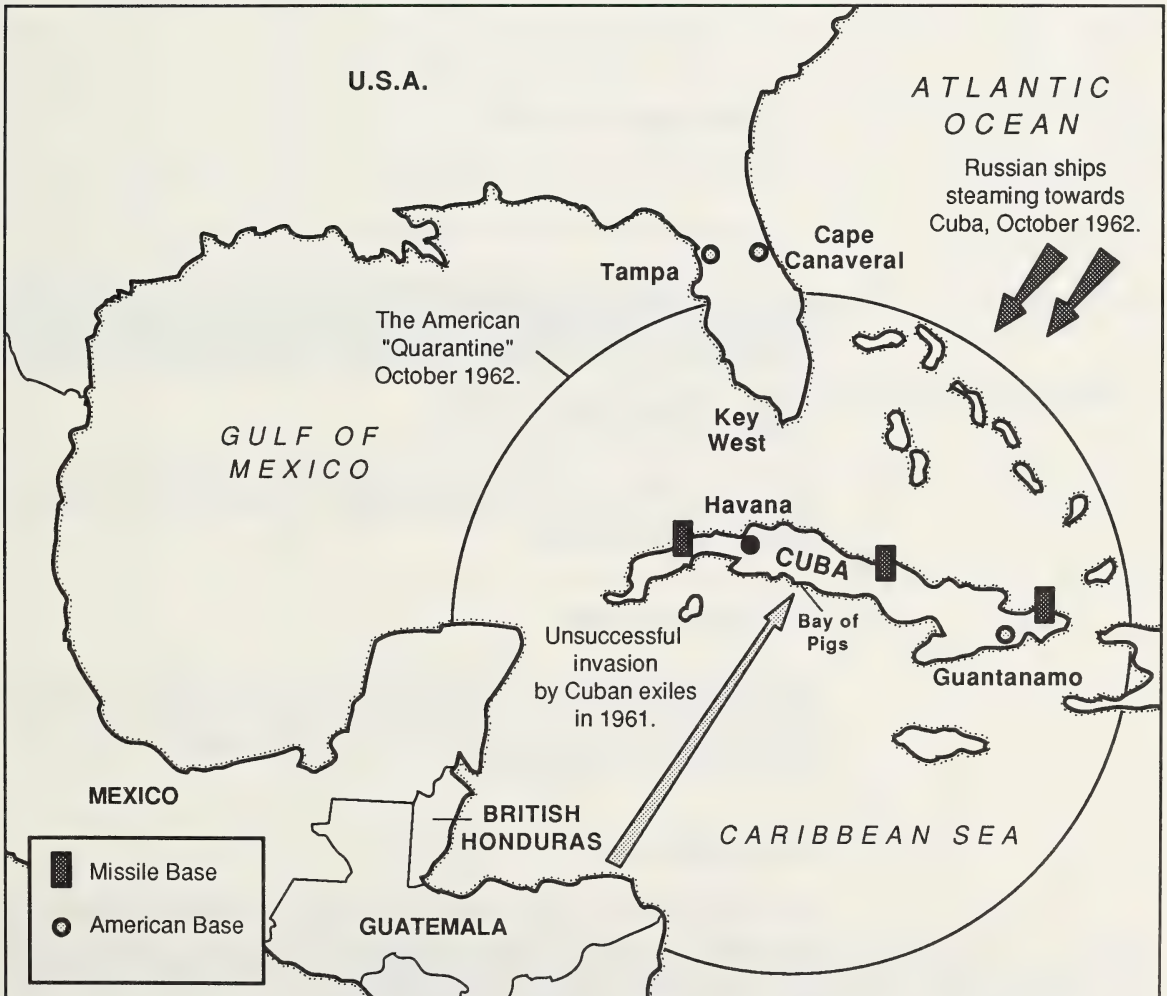 U.S.A.
ATLANTIC
OCEAN
Russian ships
steaming towards
Cuba, October 1962.
Cape
Canaveral
Tampa
The American
"Quarantine"
October 1962.
Key
West
GULF OF
MEXICO
Havana
CUBA
Bay of
Pigs
Unsuccessful
invasion
by Cuban exiles
in 1961.
Guantanamo
MEXICO
BRITISH
HONDURAS
CARIBBEAN SEA
GUATEMALA
Missile Base
American Base